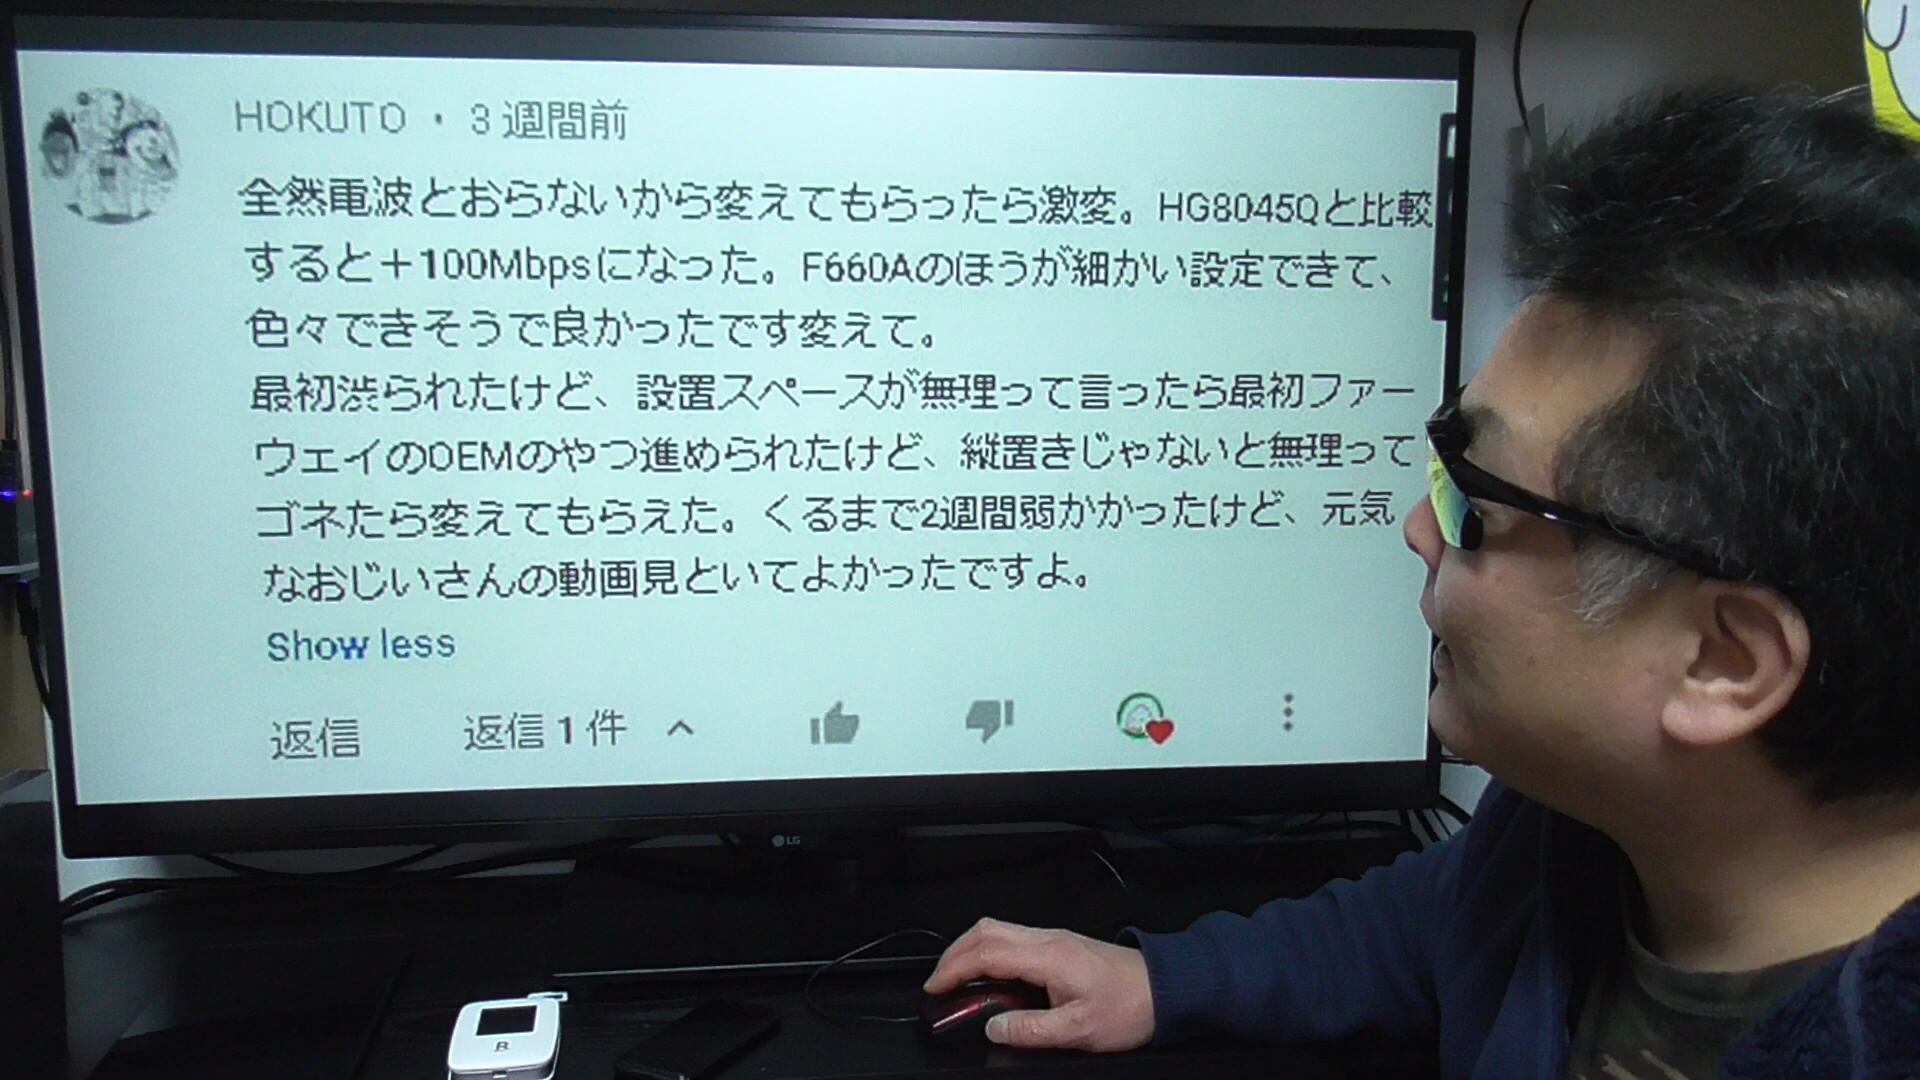 HOKUTO・3 週間前
全然電波とおらないから変えてもらったら激変。HG8045Qと比較
すると＋100Mbpsになった。F660Aのほうが細かい設定できて、
色々できそうで良かったです変えて。
最初渋られたけど、設置スペースが無理って言ったら最初ファー
ウェイのOEMのやつ進められたけど、縦置きじゃないと無理って
ゴネたら変えてもらえた。くるまで2週間弱かかったけど、元気
なおじいさんの動画見といてよかったですよ。
Show less
返信 返信 1 件
LG
B